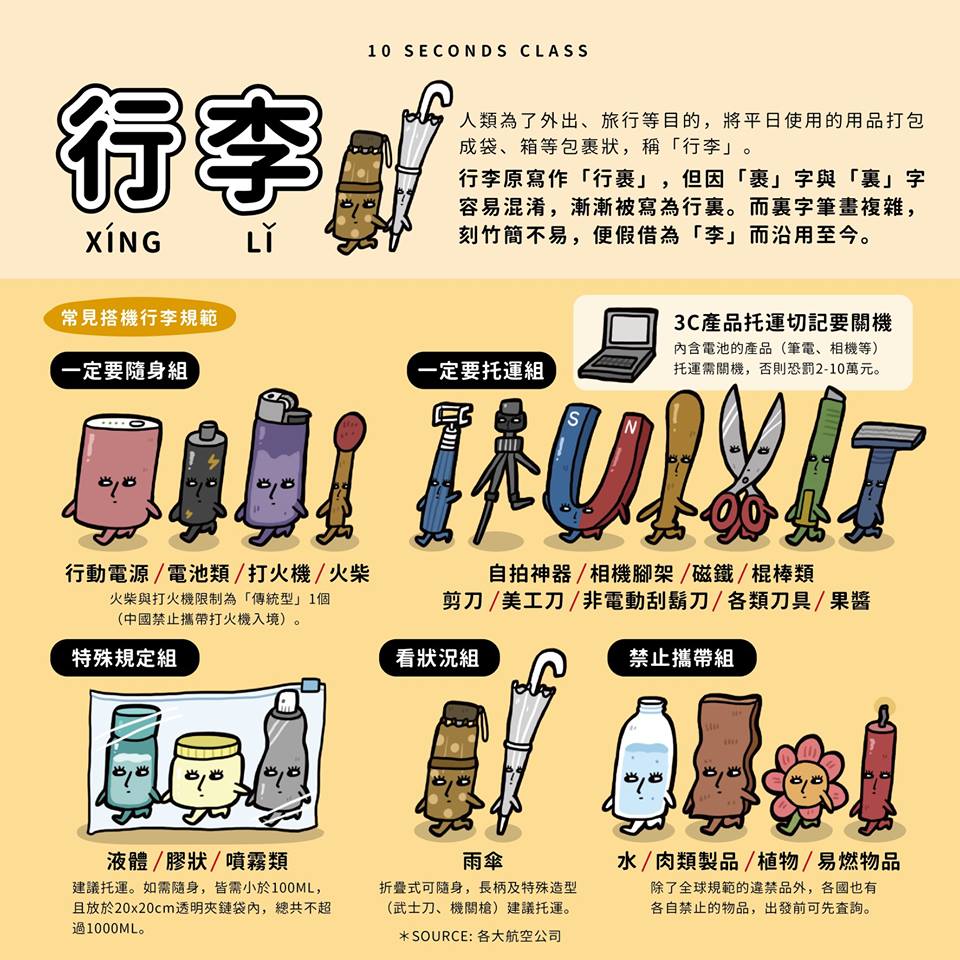 10 SECONDS CLASS
行李
XÍNG LǏ
人類為了外出、旅行等目的，將平日使用的用品打包
成袋、箱等包裹狀，稱「行李」。
行李原寫作「行裹」，但因「裹」字與「裏」字
容易混淆，漸漸被寫為行裏。而裏字筆畫複雜，
刻竹簡不易，便假借為「李」而沿用至今。
常見搭機行李規範
3C產品托運切記要關機
內含電池的產品（筆電、相機等）
托運需關機，否則恐罰2-10萬元。
一定要隨身組
行動電源/電池類/打火機/火柴
火柴與打火機限制為「傳統型」1個
（中國禁止攜帶打火機入境）。
一定要托運組
S N
自拍神器/相機腳架/磁鐵/棍棒類
剪刀/美工刀/非電動刮鬍刀/各類刀具/果醬
特殊規定組
液體/膠狀/噴霧類
建議托運。如需隨身，皆需小於100ML，
且放於20x20cm透明夾鏈袋內，總共不超
過1000ML。
看狀況組
雨傘
折疊式可隨身，長柄及特殊造型
（武士刀、機關槍）建議托運。
禁止攜帶組
水/肉類製品/植物/易燃物品
除了全球規範的違禁品外，各國也有
各自禁止的物品，出發前可先查詢。
＊SOURCE: 各大航空公司